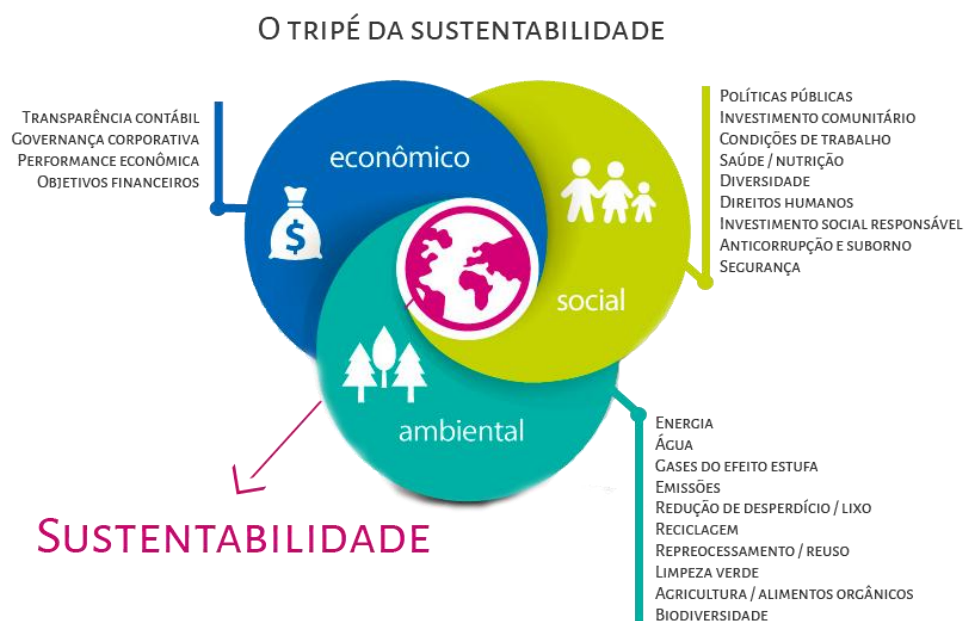 O TRIPÉ DA SUSTENTABILIDADE
TRANSPARÊNCIA CONTÁBIL
GOVERNANÇA CORPORATIVA
PERFORMANCE ECONÔMICA
OBJETIVOS FINANCEIROS
econômico
$
POLÍTICAS PÚBLICAS
INVESTIMENTO COMUNITÁRIO
CONDIÇÕES DE TRABALHO
SAÚDE / NUTRIÇÃO
DIVERSIDADE
DIREITOS HUMANOS
INVESTIMENTO SOCIAL RESPONSÁVEL
ANTICORRUPÇÃO E SUBORNO
SEGURANÇA
social
ambiental
ENERGIA
ÁGUA
GASES DO EFEITO ESTUFA
EMISSÕES
REDUÇÃO DE DESPERDÍCIO / LIXO
RECICLAGEM
REPREOCESSAMENTO / REUSO
LIMPEZA VERDE
AGRICULTURA / ALIMENTOS ORGÂNICOS
BIODIVERSIDADE
SUSTENTABILIDADE